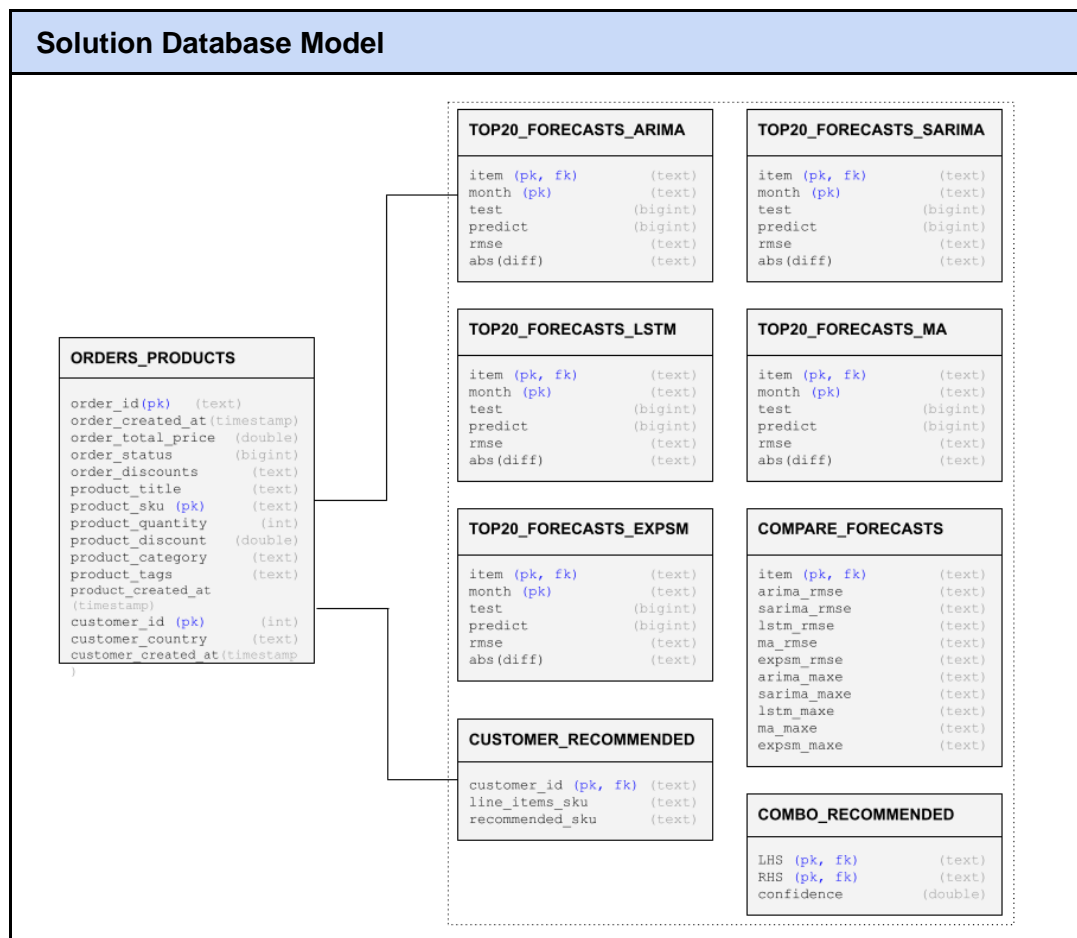 Solution Database Model
ORDERS_PRODUCTS
order_id(pk) (text)
order_created_at(timestamp)
order_total_price (double)
order_status (bigint)
order_discounts (text)
product_title (text)
product_sku (pk) (text)
product_quantity (int)
product_discount (double)
product_category (text)
product_tags (text)
product_created_at
(timestamp)
customer_id (pk) (int)
customer_country (text)
customer_created_at(timestamp
)
TOP20_FORECASTS_ARIMA
item (pk, fk) (text)
month (pk) (text)
test (bigint)
predict (bigint)
rmse (text)
abs(diff) (text)
TOP20_FORECASTS_SARIMA
item (pk, fk) (text)
month (pk) (text)
test (bigint)
predict (bigint)
rmse (text)
abs(diff) (text)
TOP20_FORECASTS_LSTM
item (pk, fk) (text)
month (pk) (text)
test (bigint)
predict (bigint)
rmse (text)
abs(diff) (text)
TOP20_FORECASTS_MA
item (pk, fk) (text)
month (pk) (text)
test (bigint)
predict (bigint)
rmse (text)
abs(diff) (text)
TOP20_FORECASTS_EXPSM
item (pk, fk) (text)
month (pk) (text)
test (bigint)
predict (bigint)
rmse (text)
abs(diff) (text)
COMPARE_FORECASTS
item (pk, fk) (text)
arima_rmse (text)
sarima_rmse (text)
lstm_rmse (text)
ma_rmse (text)
expsm_rmse (text)
arima_maxe (text)
sarima_maxe (text)
lstm_maxe (text)
ma_maxe (text)
expsm_maxe (text)
CUSTOMER_RECOMMENDED
customer_id (pk, fk) (text)
line_items_sku (text)
recommended_sku (text)
COMBO_RECOMMENDED
LHS (pk, fk) (text)
RHS (pk, fk) (text)
confidence (double)